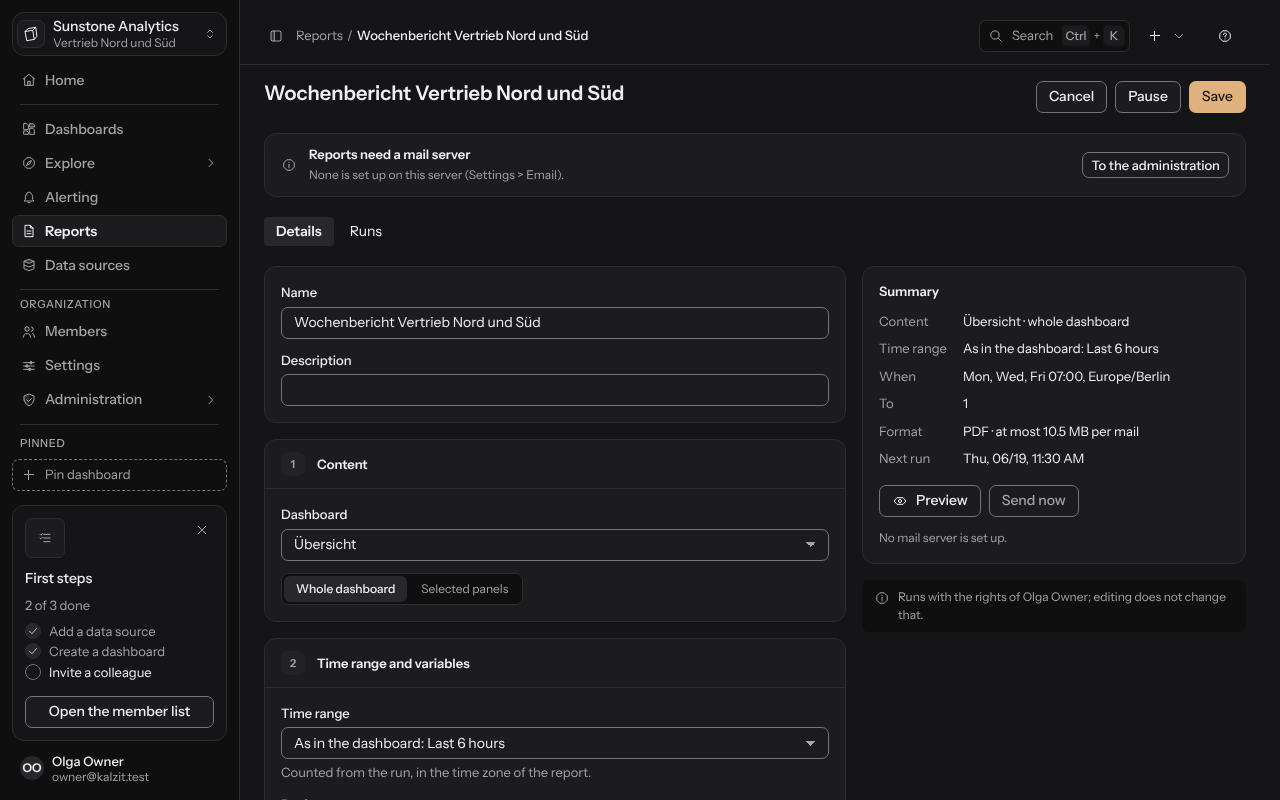 Sunstone Analytics
Vertrieb Nord und Süd
Home
Dashboards
Explore
Alerting
Reports
Data sources
ORGANIZATION
Members
Settings
Administration
PINNED
Pin dashboard
First steps
2 of 3 done
Add a data source
Create a dashboard
Invite a colleague
Open the member list
OO
Olga Owner
owner@kalzit.test
Reports / Wochenbericht Vertrieb Nord und Süd
Search Ctrl + K
Wochenbericht Vertrieb Nord und Süd
Cancel
Pause
Save
Reports need a mail server
None is set up on this server (Settings > Email).
To the administration
Details
Runs
Name
Wochenbericht Vertrieb Nord und Süd
Description
1 Content
Dashboard
Übersicht
Whole dashboard
Selected panels
2 Time range and variables
Time range
As in the dashboard: Last 6 hours
Counted from the run, in the time zone of the report.
Summary
Content Übersicht · whole dashboard
Time range As in the dashboard: Last 6 hours
When Mon, Wed, Fri 07:00, Europe/Berlin
To 1
Format PDF · at most 10.5 MB per mail
Next run Thu, 06/19, 11:30 AM
Preview
Send now
No mail server is set up.
Runs with the rights of Olga Owner; editing does not change
that.